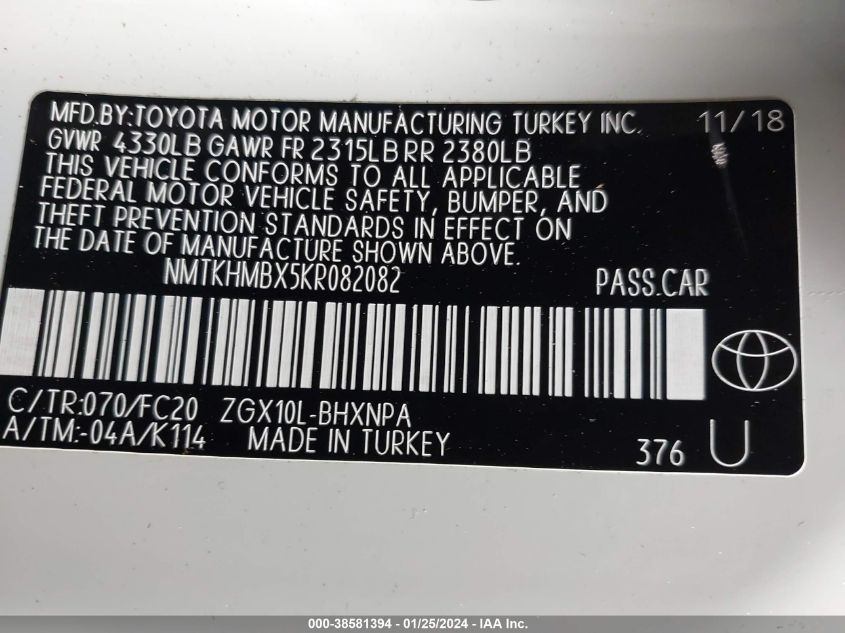 MFD.BY:TOYOTA MOTOR MANUFACTURING TURKEY INC. 11/18
GVWR 4330LB GAWR FR 2315LB RR 2380LB
THIS VEHICLE CONFORMS TO ALL APPLICABLE
FEDERAL MOTOR VEHICLE SAFETY, BUMPER, AND
THEFT PREVENTION STANDARDS IN EFFECT ON
THE DATE OF MANUFACTURE SHOWN ABOVE.
NMTKHMBX5KR082082 PASS.CAR
C/TR:070/FC20 ZGX10L-BHXNPA
A/TM:-04A/K114 MADE IN TURKEY 376 U
000-38581394 - 01/25/2024 - IAA Inc.